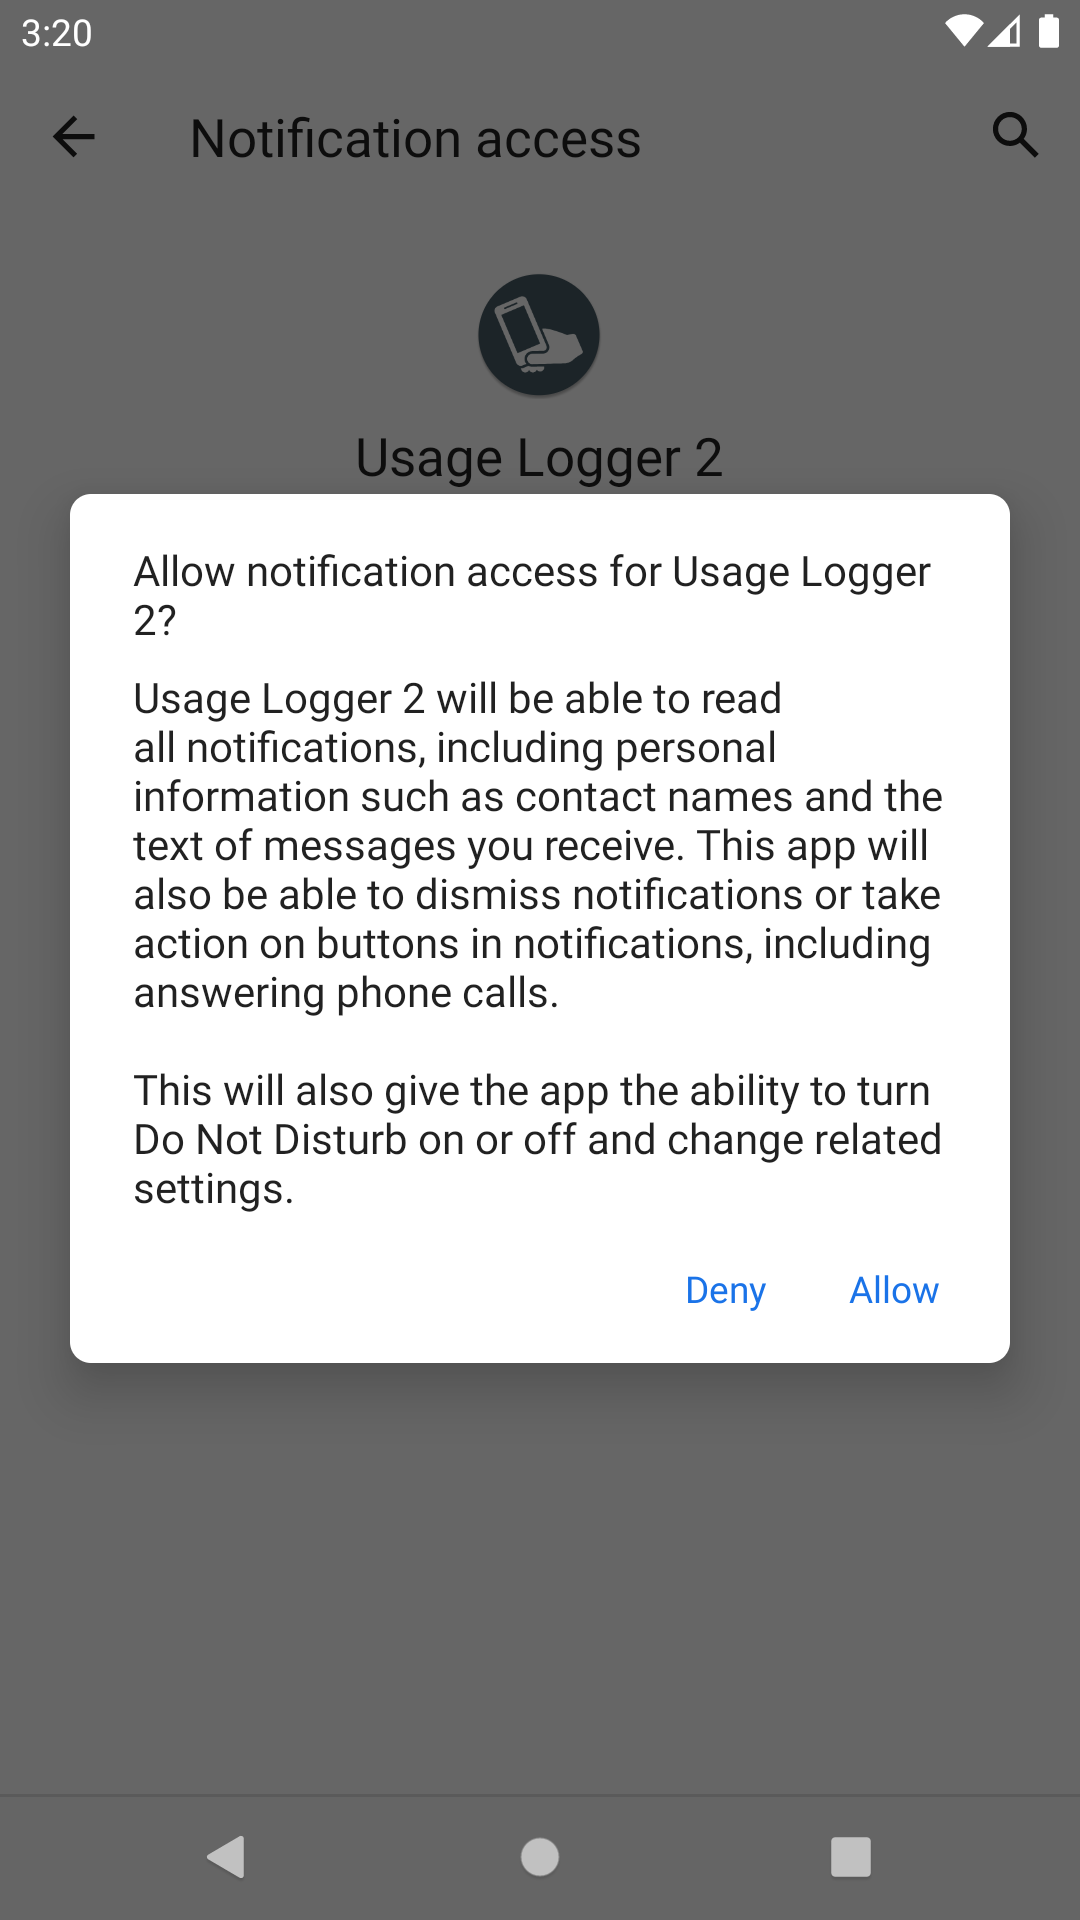 3:20
Notification access
Usage Logger 2
Allow notification access for Usage Logger
2?
Usage Logger 2 will be able to read
all notifications, including personal
information such as contact names and the
text of messages you receive. This app will
also be able to dismiss notifications or take
action on buttons in notifications, including
answering phone calls.
This will also give the app the ability to turn
Do Not Disturb on or off and change related
settings.
Deny Allow